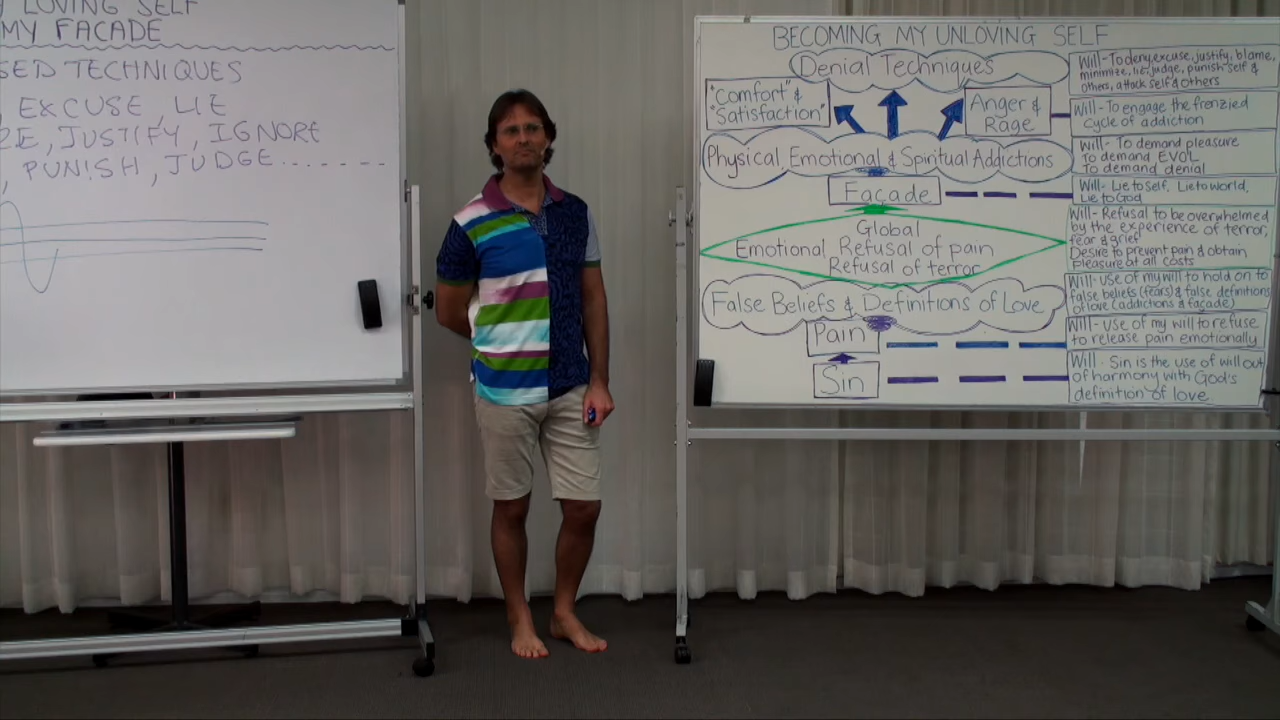 LOVING SELF
MY FACADE
SED TECHNIQUES
EXCUSE, LIE
JUSTIFY, IGNORE
PUNISH, JUDGE.......
BECOMING MY UNLOVING SELF
Denial Techniques
Will - To deny, excuse, justify, blame,
minimize, lie, judge, punish self &
others, attack self & others
"Comfort" &
"Satisfaction"
Anger &
Rage
Will - To engage the frenzied
cycle of addiction
Physical, Emotional & Spiritual Addictions
Will - To demand pleasure
To demand EVOL
To demand denial
Façade
Will - Lie to self. Lie to world.
Lie to God
Global
Emotional Refusal of pain
Refusal of terror
Will - Refusal to be overwhelmed
by the experience of terror,
fear & grief
Desire to prevent pain & obtain
pleasure at all costs
False Beliefs & Definitions of Love
Will - Use of my will to hold on to
false beliefs (fears) & false definitions
of love (addictions & façade)
Pain
Will - Use of my will to refuse
to release pain emotionally
Sin
Will - Sin is the use of will out
of harmony with God's
definition of love